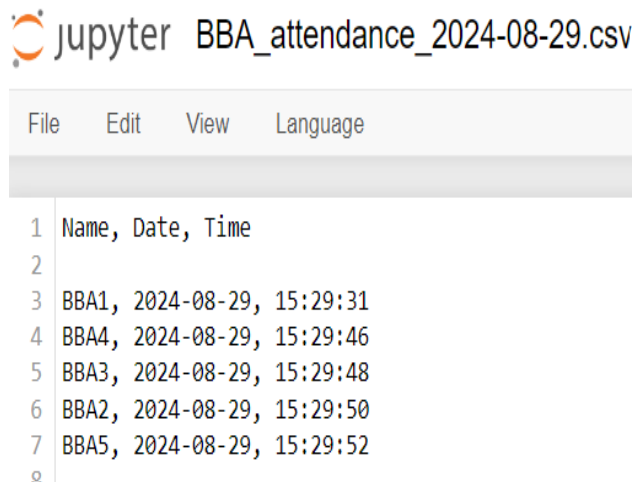 jupyter BBA_attendance_2024-08-29.csv
File Edit View Language
1 Name, Date, Time
2
3 BBA1, 2024-08-29, 15:29:31
4 BBA4, 2024-08-29, 15:29:46
5 BBA3, 2024-08-29, 15:29:48
6 BBA2, 2024-08-29, 15:29:50
7 BBA5, 2024-08-29, 15:29:52
8